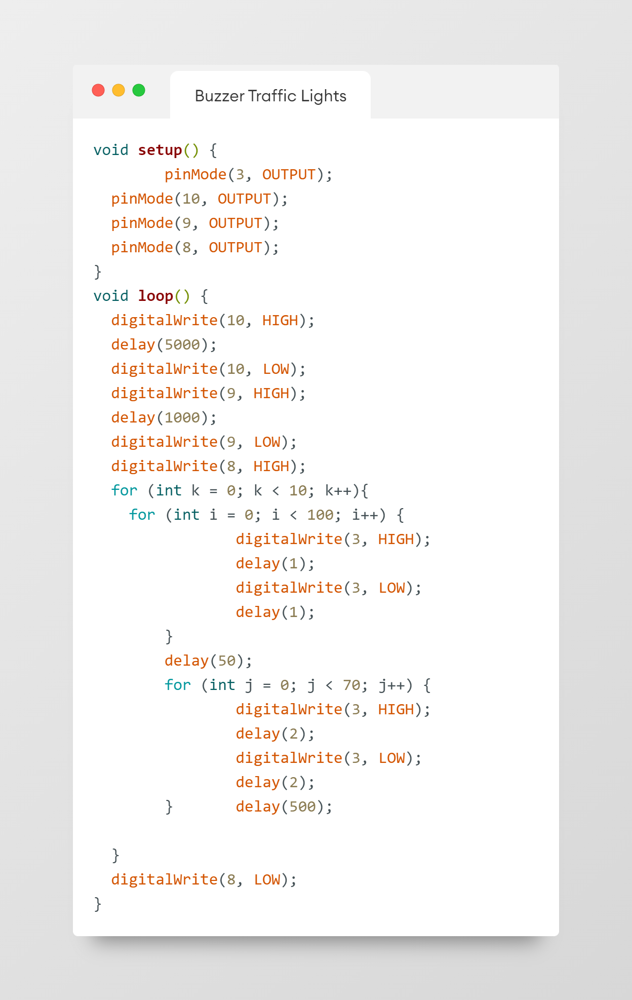 Buzzer Traffic Lights
void setup() {
        pinMode(3, OUTPUT);
  pinMode(10, OUTPUT);
  pinMode(9, OUTPUT);
  pinMode(8, OUTPUT);
}
void loop() {
  digitalWrite(10, HIGH);
  delay(5000);
  digitalWrite(10, LOW);
  digitalWrite(9, HIGH);
  delay(1000);
  digitalWrite(9, LOW);
  digitalWrite(8, HIGH);
  for (int k = 0; k < 10; k++){
    for (int i = 0; i < 100; i++) {
                digitalWrite(3, HIGH);
                delay(1);
                digitalWrite(3, LOW);
                delay(1);
        }
        delay(50);
        for (int j = 0; j < 70; j++) {
                digitalWrite(3, HIGH);
                delay(2);
                digitalWrite(3, LOW);
                delay(2);
        }       delay(500);

  }
  digitalWrite(8, LOW);
}